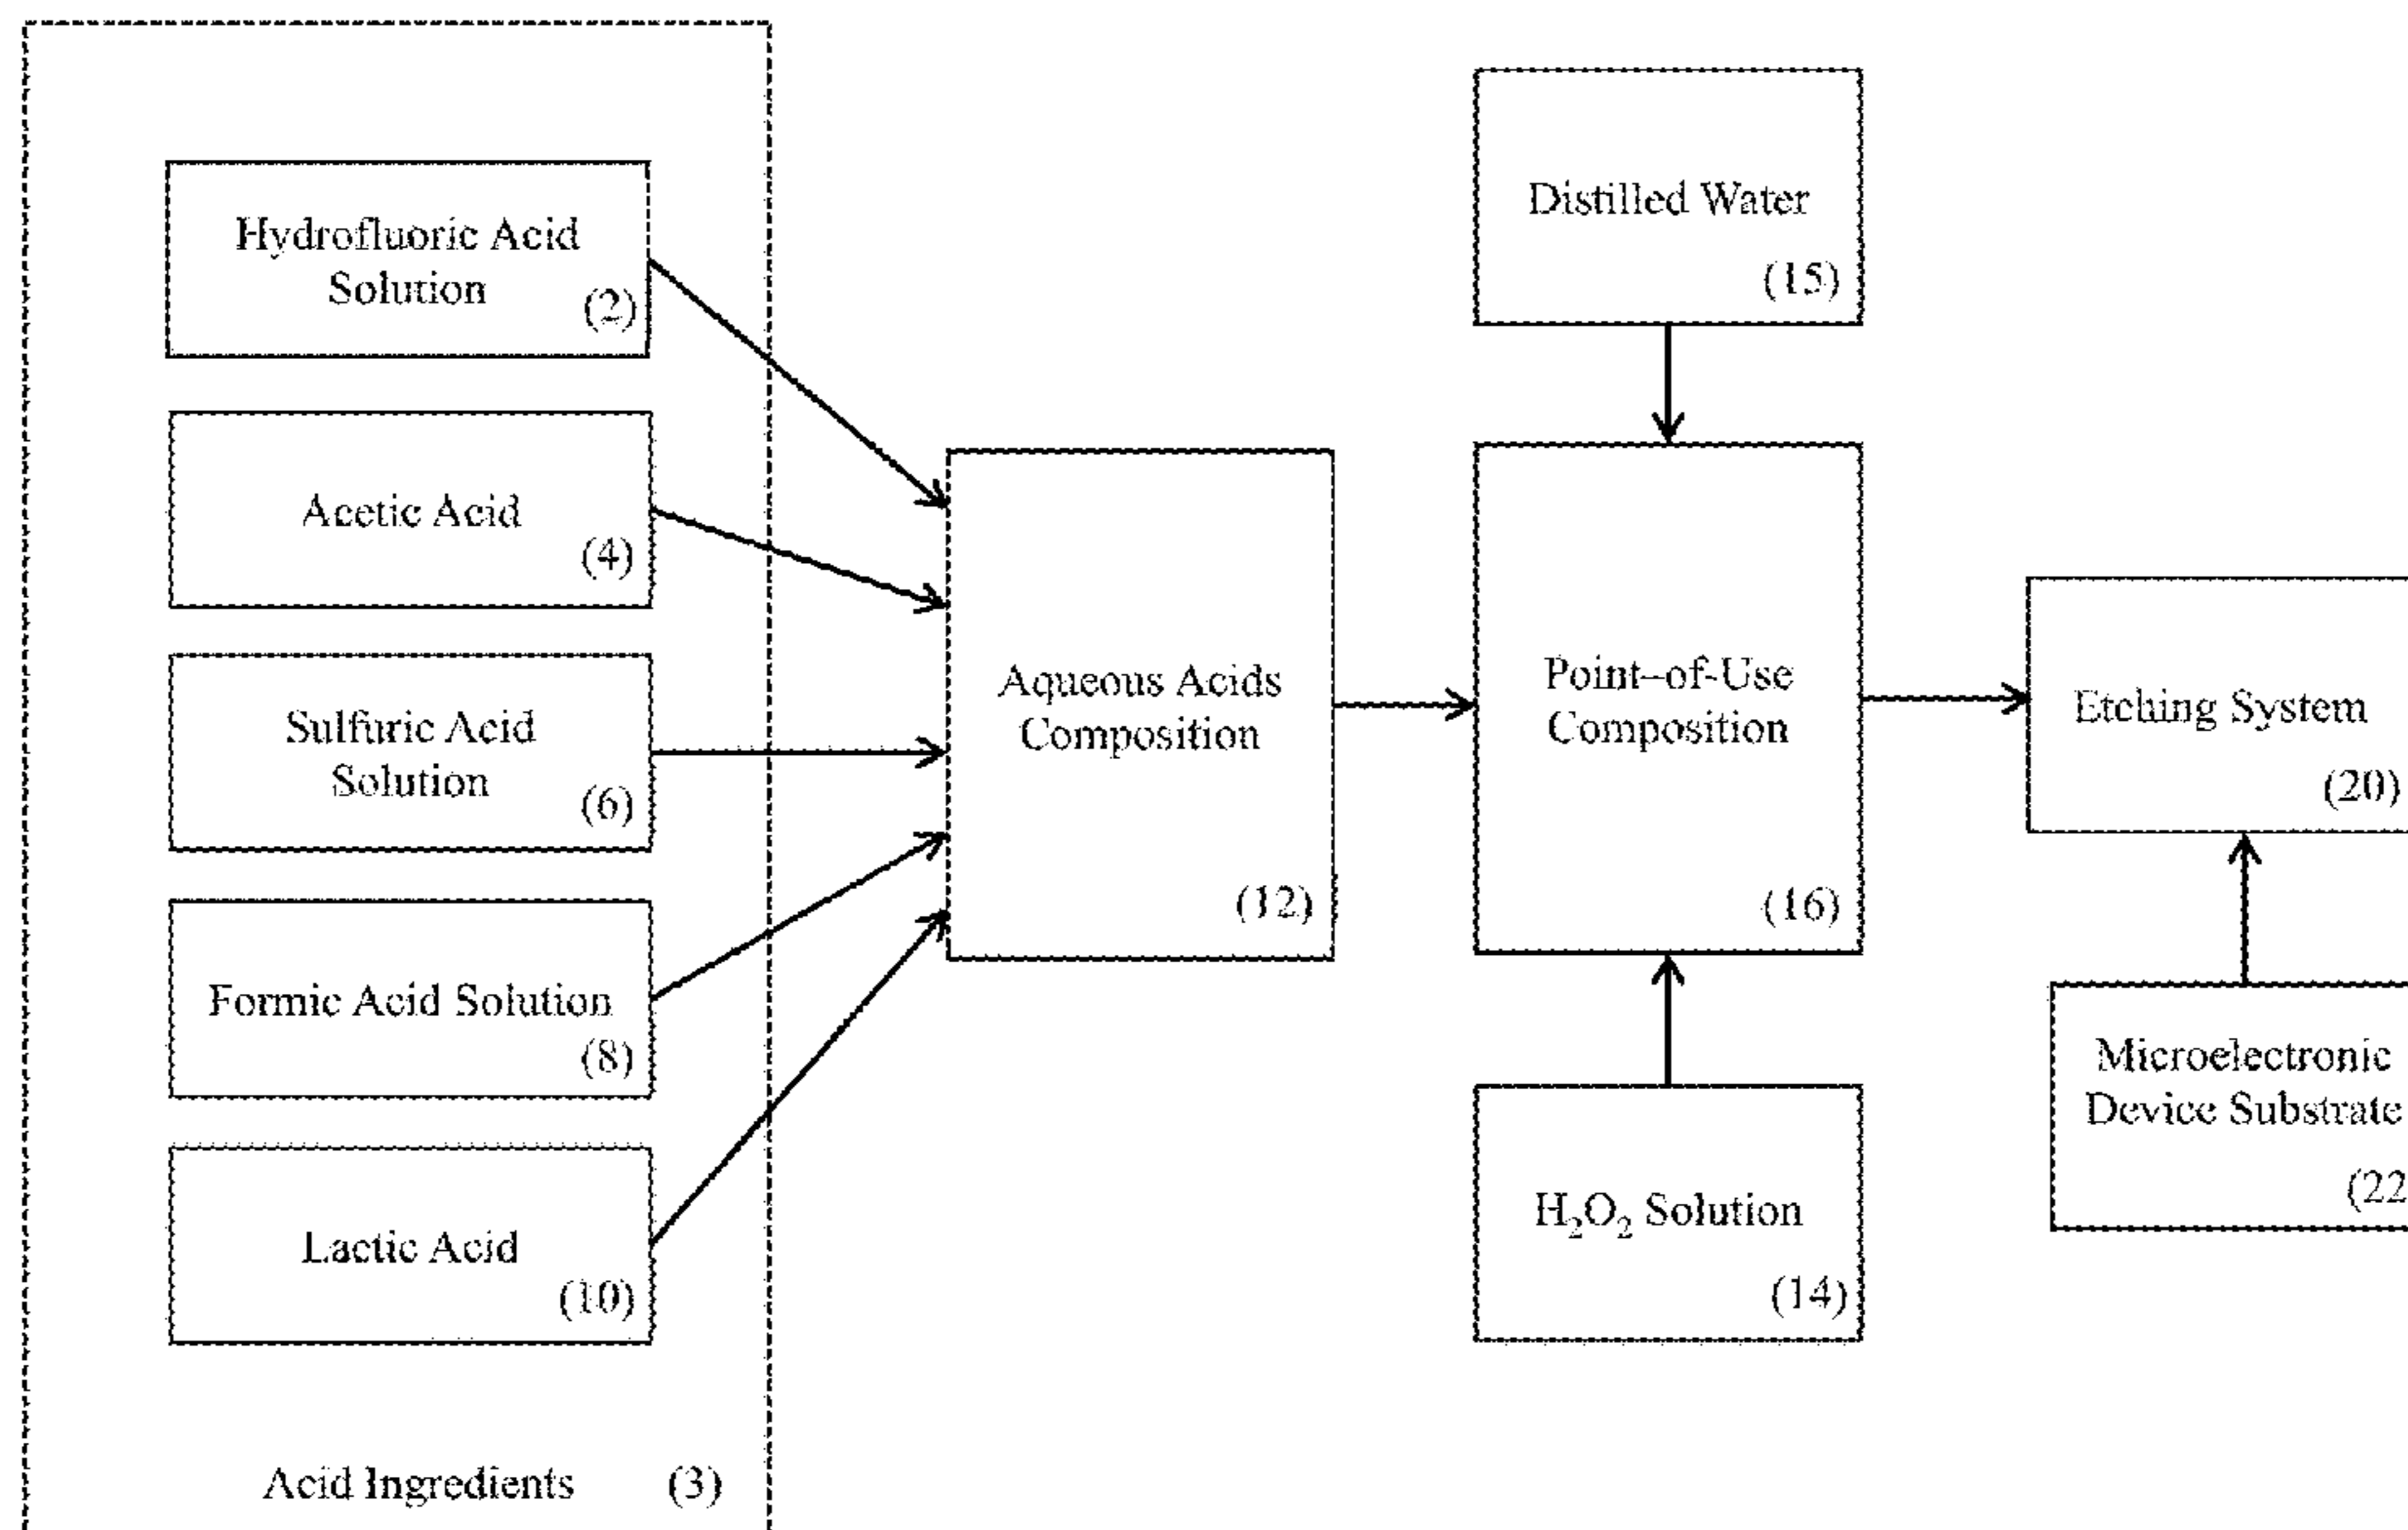 Hydrofluoric Acid
Solution
(2)
Acetic Acid
(4)
Sulfuric Acid
Solution
(6)
Formic Acid Solution
(8)
Lactic Acid
(10)
Acid Ingredients (3)
Aqueous Acids
Composition
(12)
Distilled Water
(15)
Point–of-Use
Composition
(16)
H₂O₂ Solution
(14)
Etching System
(20)
Microelectronic
Device Substrate
(22